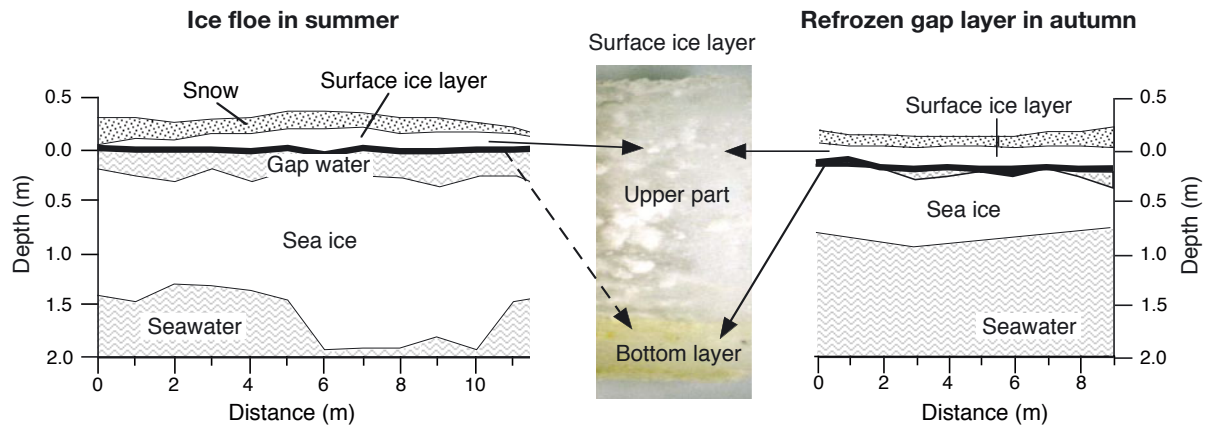 Ice floe in summer
Refrozen gap layer in autumn
Surface ice layer
Snow
Surface ice layer
Surface ice layer
Gap water
Upper part
Sea ice
Sea ice
Seawater
Seawater
Bottom layer
0.5
0.0
0.5
1.0
1.5
2.0
Depth (m)
0 2 4 6 8 10
Distance (m)
0.5
0.0
0.5
1.0
1.5
2.0
Depth (m)
0 2 4 6 8
Distance (m)